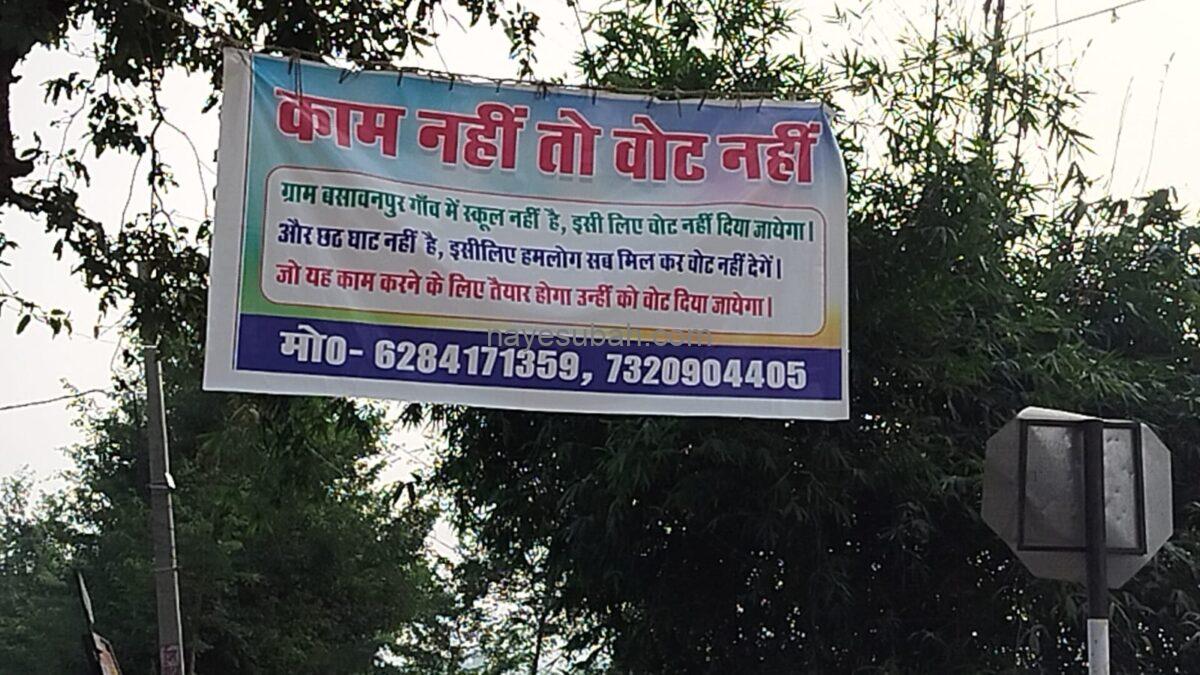 काम नहीं तो वोट नहीं
ग्राम बसावनपुर गाँव में स्कूल नहीं है, इसी लिए वोट नहीं दिया जायेगा।
और छठ घाट नहीं है, इसीलिए हमलोग सब मिल कर वोट नहीं देगें।
जो यह काम करने के लिए तैयार होगा उन्हीं को वोट दिया जायेगा।
nayesubah.com
मो0- 6284171359, 7320904405